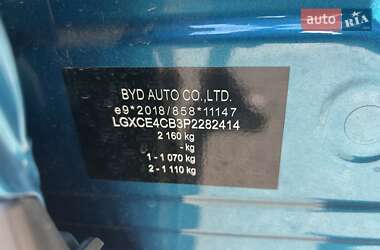 auto RIA
BYD AUTO CO.,LTD.
e9*2018/858*11147
LGXCE4CB3P2282414
2 160 kg
- kg
1 - 1 070 kg
2 - 1 110 kg